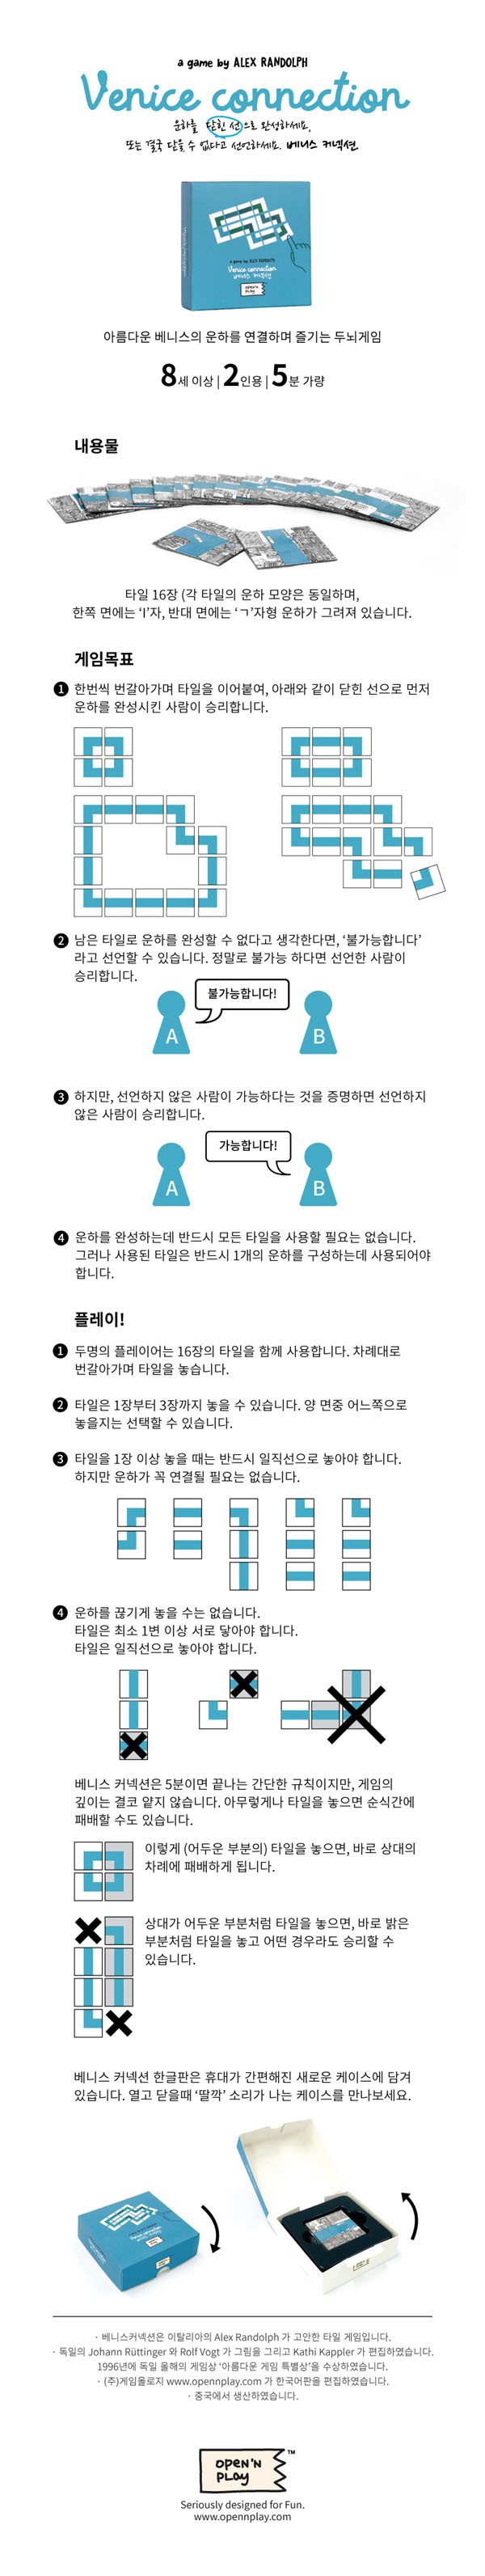 a game by ALEX RANDOLPH
Venice connection
운하를 닫힌 선으로 완성하세요,
또는 결국 닫을 수 없다고 선언하세요. 베니스 커넥션.
a game by ALEX RANDOLPH
Venice connection
베니스 커넥션
OPEN'N
PLAY
아름다운 베니스의 운하를 연결하며 즐기는 두뇌게임
8세 이상 | 2인용 | 5분 가량
내용물
타일 16장 (각 타일의 운하 모양은 동일하며,
한쪽 면에는 ‘I’자, 반대 면에는 ‘ㄱ’자형 운하가 그려져 있습니다.
게임목표
1 한번씩 번갈아가며 타일을 이어붙여, 아래와 같이 닫힌 선으로 먼저
운하를 완성시킨 사람이 승리합니다.
2 남은 타일로 운하를 완성할 수 없다고 생각한다면, ‘불가능합니다’
라고 선언할 수 있습니다. 정말로 불가능 하다면 선언한 사람이
승리합니다.
불가능합니다!
A
B
3 하지만, 선언하지 않은 사람이 가능하다는 것을 증명하면 선언하지
않은 사람이 승리합니다.
가능합니다!
A
B
4 운하를 완성하는데 반드시 모든 타일을 사용할 필요는 없습니다.
그러나 사용된 타일은 반드시 1개의 운하를 구성하는데 사용되어야
합니다.
플레이!
1 두명의 플레이어는 16장의 타일을 함께 사용합니다. 차례대로
번갈아가며 타일을 놓습니다.
2 타일은 1장부터 3장까지 놓을 수 있습니다. 양 면중 어느쪽으로
놓을지는 선택할 수 있습니다.
3 타일을 1장 이상 놓을 때는 반드시 일직선으로 놓아야 합니다.
하지만 운하가 꼭 연결될 필요는 없습니다.
4 운하를 끊기게 놓을 수는 없습니다.
타일은 최소 1변 이상 서로 닿아야 합니다.
타일은 일직선으로 놓아야 합니다.
베니스 커넥션은 5분이면 끝나는 간단한 규칙이지만, 게임의
깊이는 결코 얕지 않습니다. 아무렇게나 타일을 놓으면 순식간에
패배할 수도 있습니다.
이렇게 (어두운 부분의) 타일을 놓으면, 바로 상대의
차례에 패배하게 됩니다.
상대가 어두운 부분처럼 타일을 놓으면, 바로 밝은
부분처럼 타일을 놓고 어떤 경우라도 승리할 수
있습니다.
베니스 커넥션 한글판은 휴대가 간편해진 새로운 케이스에 담겨
있습니다. 열고 닫을때 ‘딸깍’ 소리가 나는 케이스를 만나보세요.
· 베니스커넥션은 이탈리아의 Alex Randolph 가 고안한 타일 게임입니다.
· 독일의 Johann Rüttinger 와 Rolf Vogt 가 그림을 그리고 Kathi Kappler 가 편집하였습니다.
1996년에 독일 올해의 게임상 ‘아름다운 게임 특별상’을 수상하였습니다.
· (주)게임올로지 www.opennplay.com 가 한국어판을 편집하였습니다.
· 중국에서 생산하였습니다.
OPEN'N
PLAY
TM
Seriously designed for Fun.
www.opennplay.com